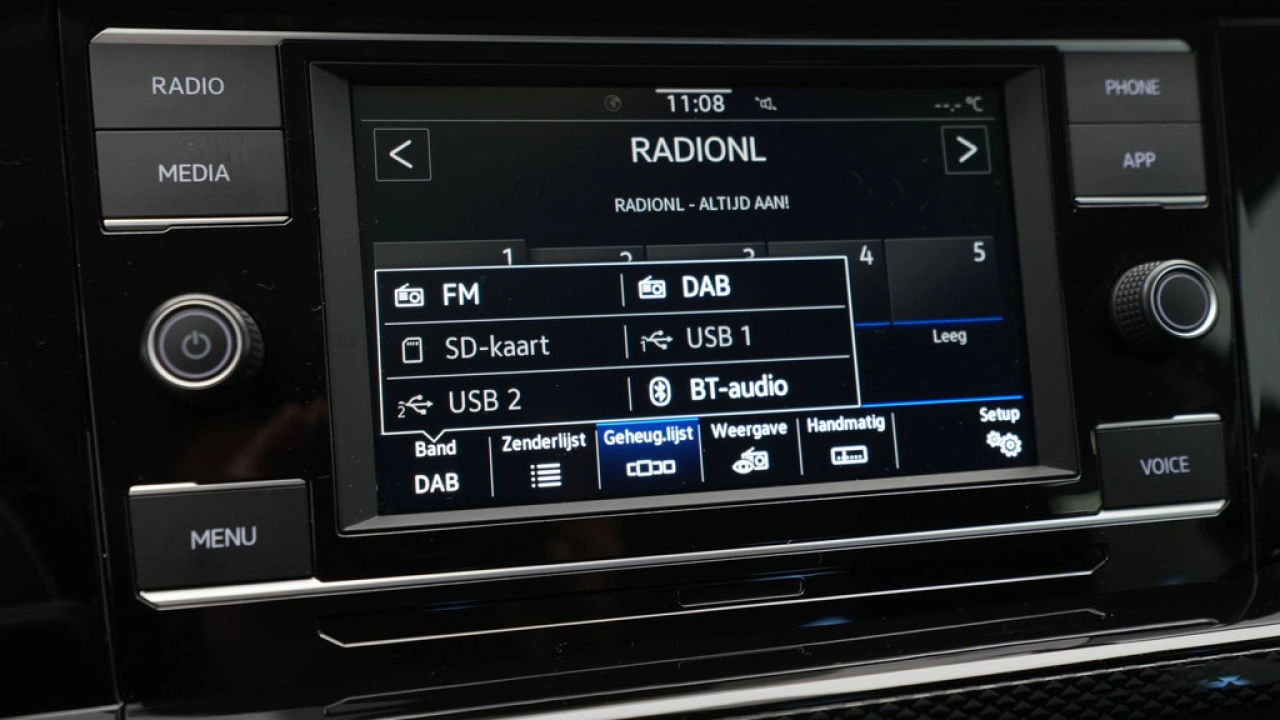 RADIO
MEDIA
MENU
PHONE
APP
VOICE
11:08
--,- °C
<
RADIONL
>
RADIONL - ALTIJD AAN!
1
2
3
4
5
Leeg
FM
DAB
SD-kaart
USB 1
2 USB 2
BT-audio
Band
DAB
Zenderlijst
Geheug.lijst
Weergave
Handmatig
Setup